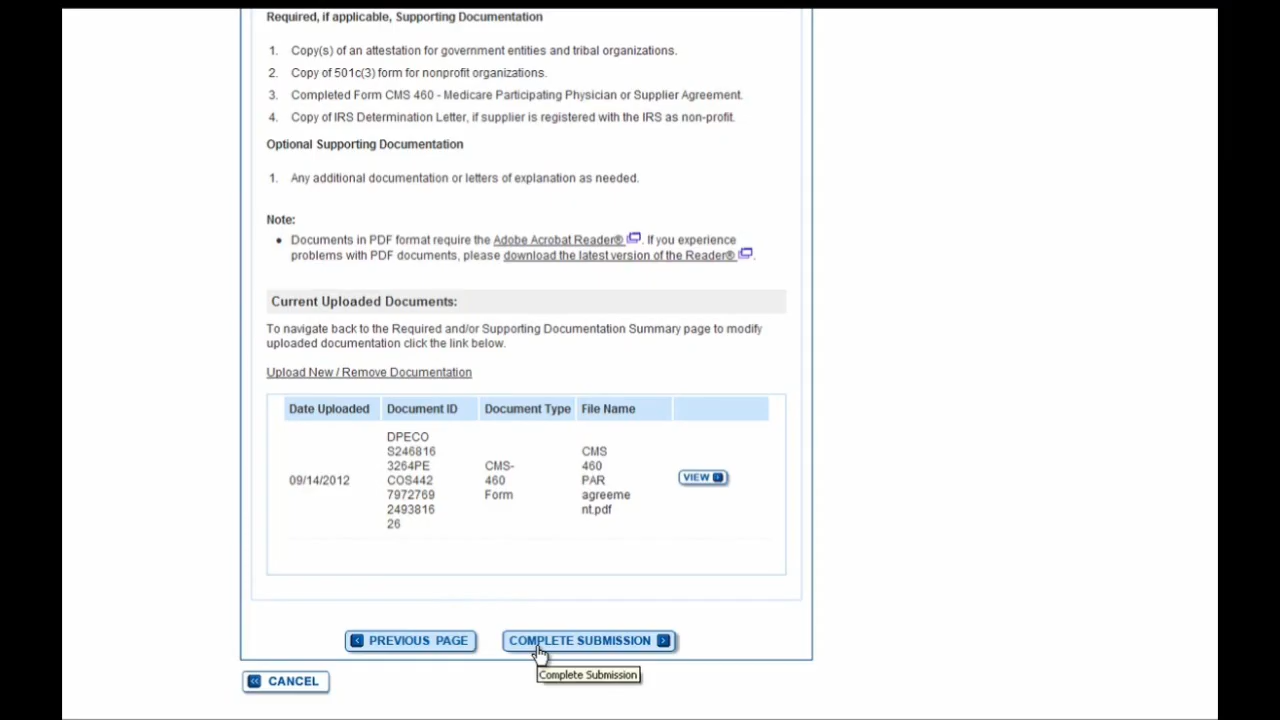 Required, if applicable, Supporting Documentation
1. Copy(s) of an attestation for government entities and tribal organizations.
2. Copy of 501c(3) form for nonprofit organizations.
3. Completed Form CMS 460 - Medicare Participating Physician or Supplier Agreement.
4. Copy of IRS Determination Letter, if supplier is registered with the IRS as non-profit.
Optional Supporting Documentation
1. Any additional documentation or letters of explanation as needed.
Note:
• Documents in PDF format require the Adobe Acrobat Reader® . If you experience
problems with PDF documents, please download the latest version of the Reader® .
Current Uploaded Documents:
To navigate back to the Required and/or Supporting Documentation Summary page to modify
uploaded documentation click the link below.
Upload New / Remove Documentation
Date Uploaded Document ID Document Type File Name
09/14/2012
DPECO
S246816
3264PE
COS442
7972769
2493816
26
CMS-
460
Form
CMS
460
PAR
agreeme
nt.pdf
VIEW
PREVIOUS PAGE COMPLETE SUBMISSION
Complete Submission
CANCEL